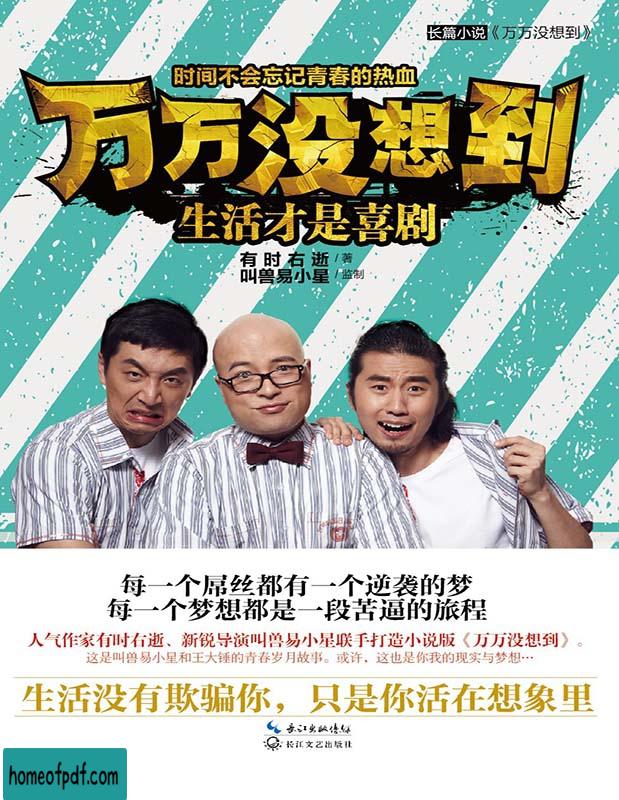 长篇小说《万万没想到》
时间不会忘记青春的热血
万万没想到
生活才是喜剧
有时右逝/著
叫兽易小星/监制
每一个屌丝都有一个逆袭的梦
每一个梦想都是一段苦逼的旅程
人气作家有时右逝、新锐导演叫兽易小星联手打造小说版《万万没想到》。
这是叫兽易小星和王大锤的青春岁月故事。或许，这也是你我的现实与梦想…
生活没有欺骗你，只是你活在想象里
长江出版传媒
长江文艺出版社
homeofpdf.com